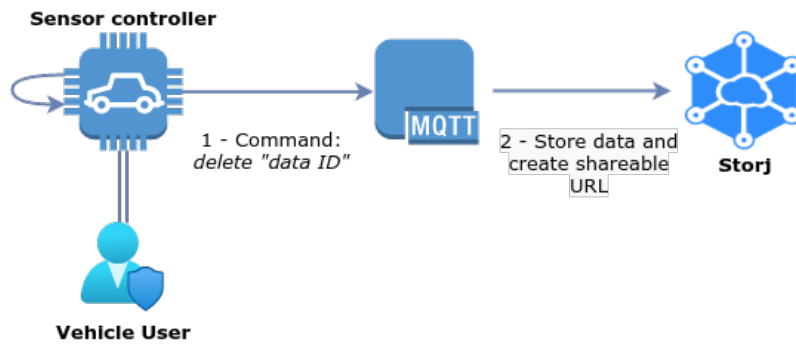 Sensor controller
MQTT
1 - Command:
delete "data ID"
2 - Store data and
create shareable
URL
Storj
Vehicle User